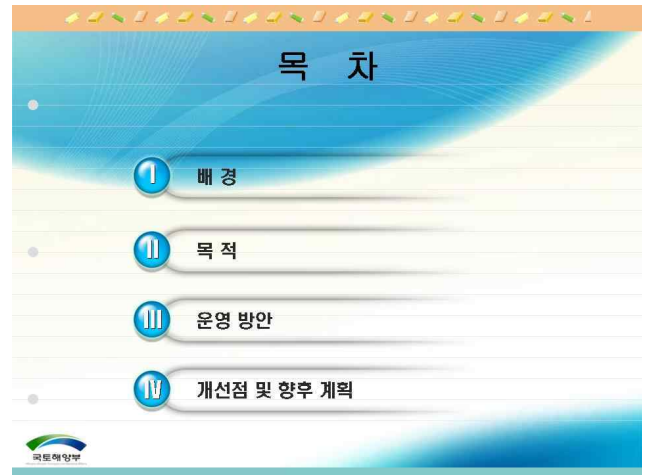 목 차
I 배 경
II 목 적
III 운영 방안
IV 개선점 및 향후 계획
국토해양부